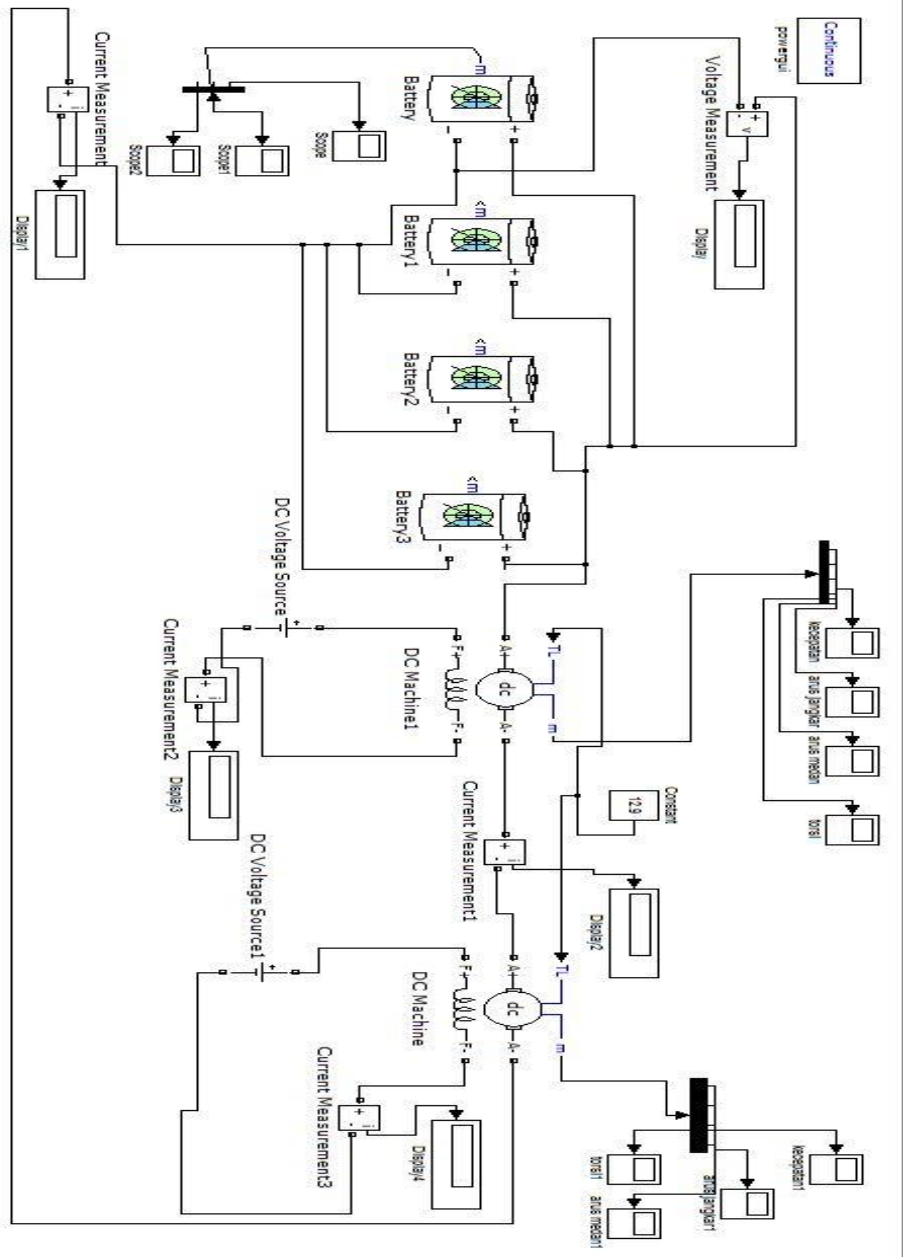 Continuous
powergui
kecepatan
arus jangkar
arus medan
torsi
kecepatan1
arus jangkar1
torsi1
arus medan1
+
-
v
Voltage Measurement
Display
Constant
12.9
Display2
m
Battery
+
-
<m
Battery1
+
-
<m
Battery2
+
-
<m
Battery3
+
-
TL
m
A+
dc
A-
F+
F-
DC Machine1
+
-
i
Current Measurement1
TL
m
A+
dc
A-
F+
F-
DC Machine
Scope
Scope1
Scope2
+
DC Voltage Source
+
-
i
Current Measurement2
Display3
+
DC Voltage Source1
+
-
i
Current Measurement3
Display4
Current Measurement
+
-
i
Display1